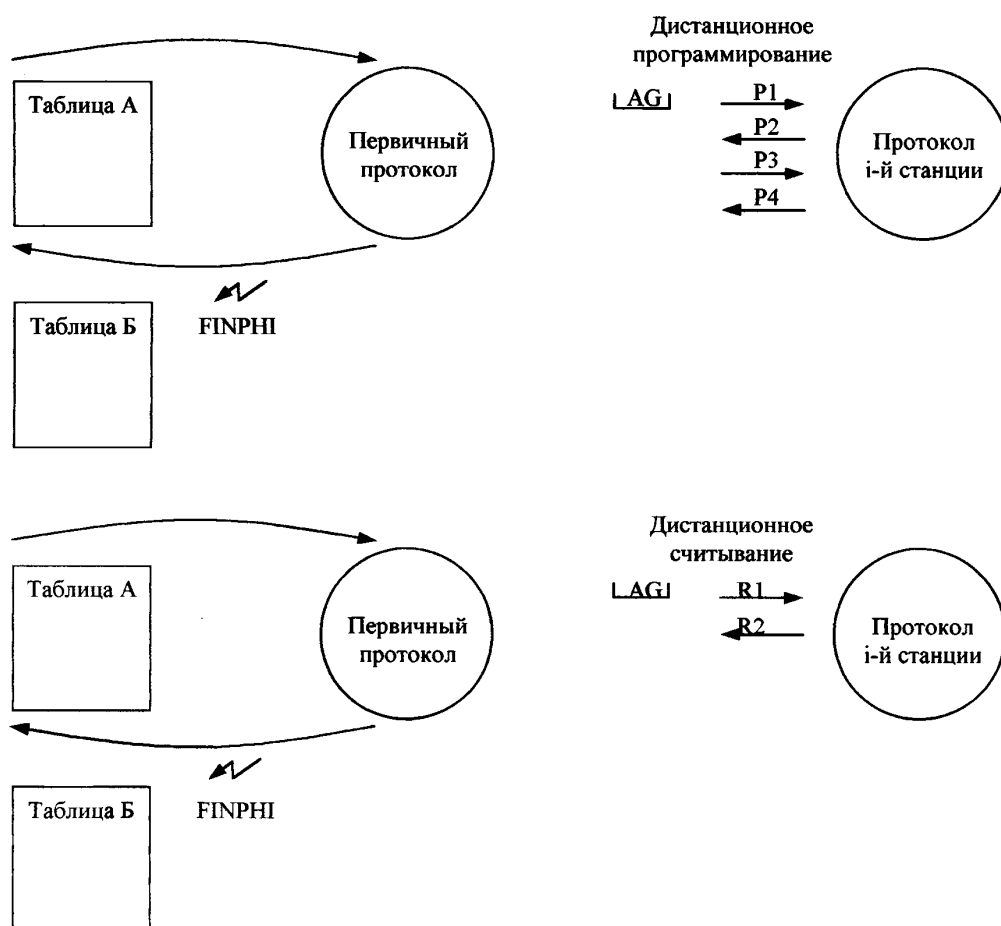 Дистанционное
программирование
Таблица А
Первичный
протокол
AG
P1
P2
P3
P4
Протокол
i-й станции
Таблица Б
FINPHI
Дистанционное
считывание
Таблица А
Первичный
протокол
AG
R1
R2
Протокол
i-й станции
Таблица Б
FINPHI